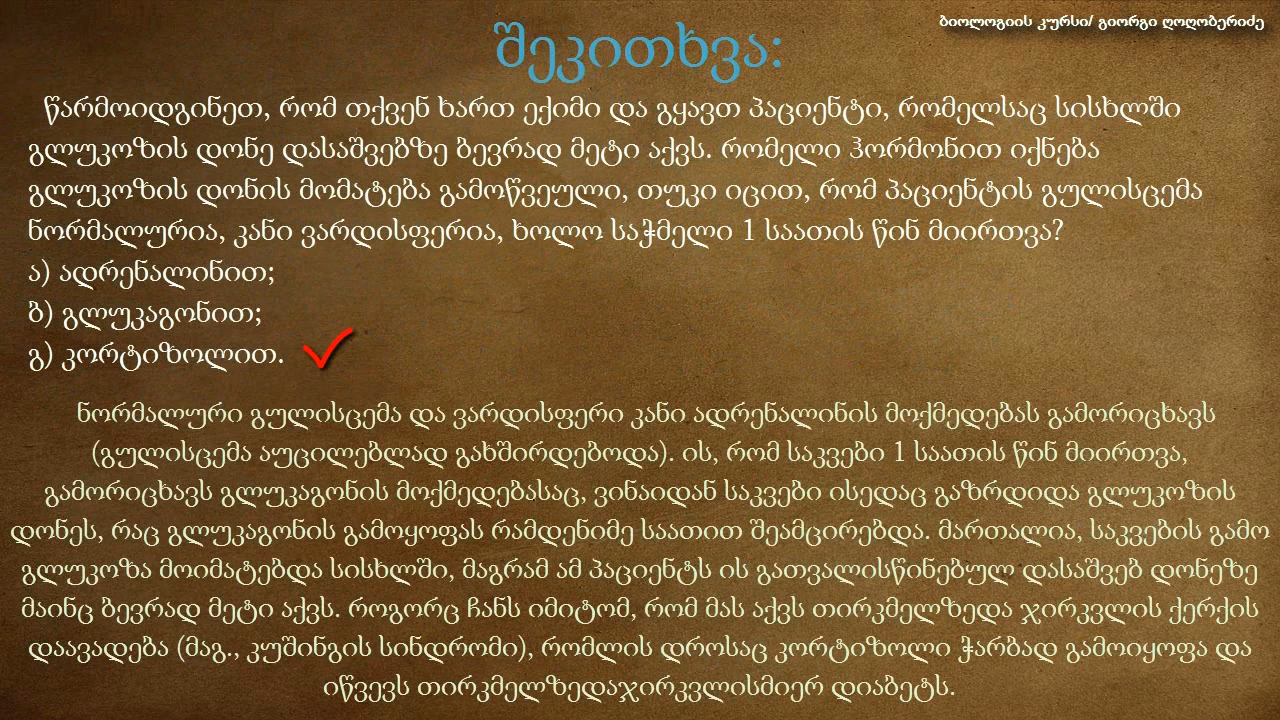 ბიოლოგიის კურსი/ გიორგი ღოღობერიძე
შეკითხვა:
წარმოიდგინეთ, რომ თქვენ ხართ ექიმი და გყავთ პაციენტი, რომელსაც სისხლში
გლუკოზის დონე დასაშვებზე ბევრად მეტი აქვს. რომელი ჰორმონით იქნება
გლუკოზის დონის მომატება გამოწვეული, თუკი იცით, რომ პაციენტის გულისცემა
ნორმალურია, კანი ვარდისფერია, ხოლო საჭმელი 1 საათის წინ მიირთვა?
ა) ადრენალინით;
ბ) გლუკაგონით;
გ) კორტიზოლით.
ნორმალური გულისცემა და ვარდისფერი კანი ადრენალინის მოქმედებას გამორიცხავს
(გულისცემა აუცილებლად გახშირდებოდა). ის, რომ საკვები 1 საათის წინ მიირთვა,
გამორიცხავს გლუკაგონის მოქმედებასაც, ვინაიდან საკვები ისედაც გაზრდიდა გლუკოზის
დონეს, რაც გლუკაგონის გამოყოფას რამდენიმე საათით შეამცირებდა. მართალია, საკვების გამო
გლუკოზა მოიმატებდა სისხლში, მაგრამ ამ პაციენტს ის გათვალისწინებულ დასაშვებ დონეზე
მაინც ბევრად მეტი აქვს. როგორც ჩანს იმიტომ, რომ მას აქვს თირკმელზედა ჯირკვლის ქერქის
დაავადება (მაგ., კუშინგის სინდრომი), რომლის დროსაც კორტიზოლი ჭარბად გამოიყოფა და
იწვევს თირკმელზედაჯირკვლისმიერ დიაბეტს.